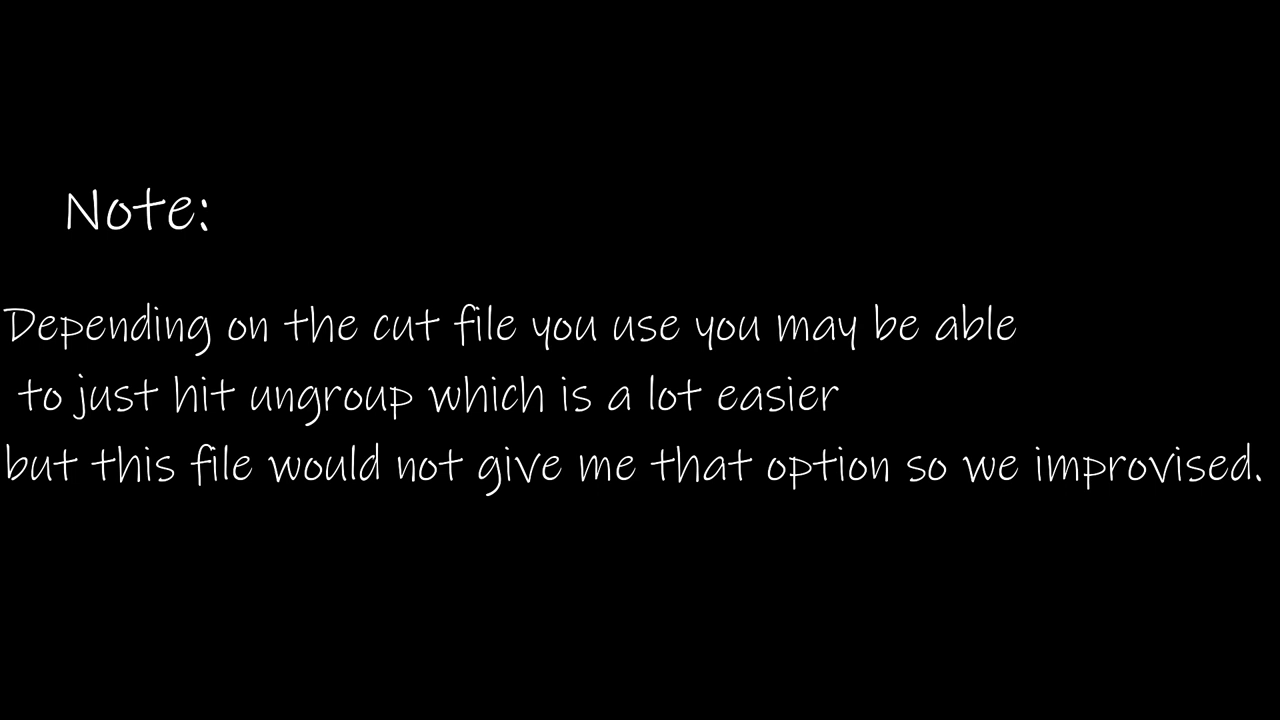 Note:
Depending on the cut file you use you may be able
to just hit ungroup which is a lot easier
but this file would not give me that option so we improvised.